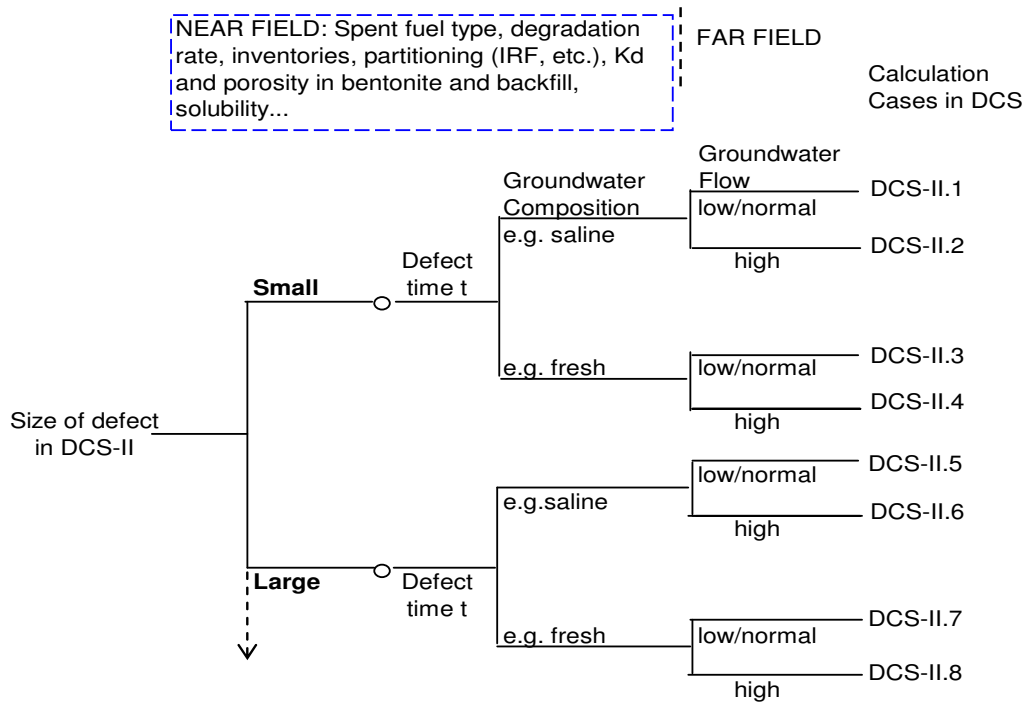 NEAR FIELD: Spent fuel type, degradation
rate, inventories, partitioning (IRF, etc.), Kd
and porosity in bentonite and backfill,
solubility...
FAR FIELD
Calculation
Cases in DCS
Groundwater
Flow
Groundwater
Composition
DCS-II.1
low/normal
e.g. saline
DCS-II.2
high
Defect
time t
Small
DCS-II.3
e.g. fresh
low/normal
DCS-II.4
high
Size of defect
in DCS-II
DCS-II.5
low/normal
e.g.saline
DCS-II.6
high
Large
Defect
time t
DCS-II.7
e.g. fresh
low/normal
DCS-II.8
high